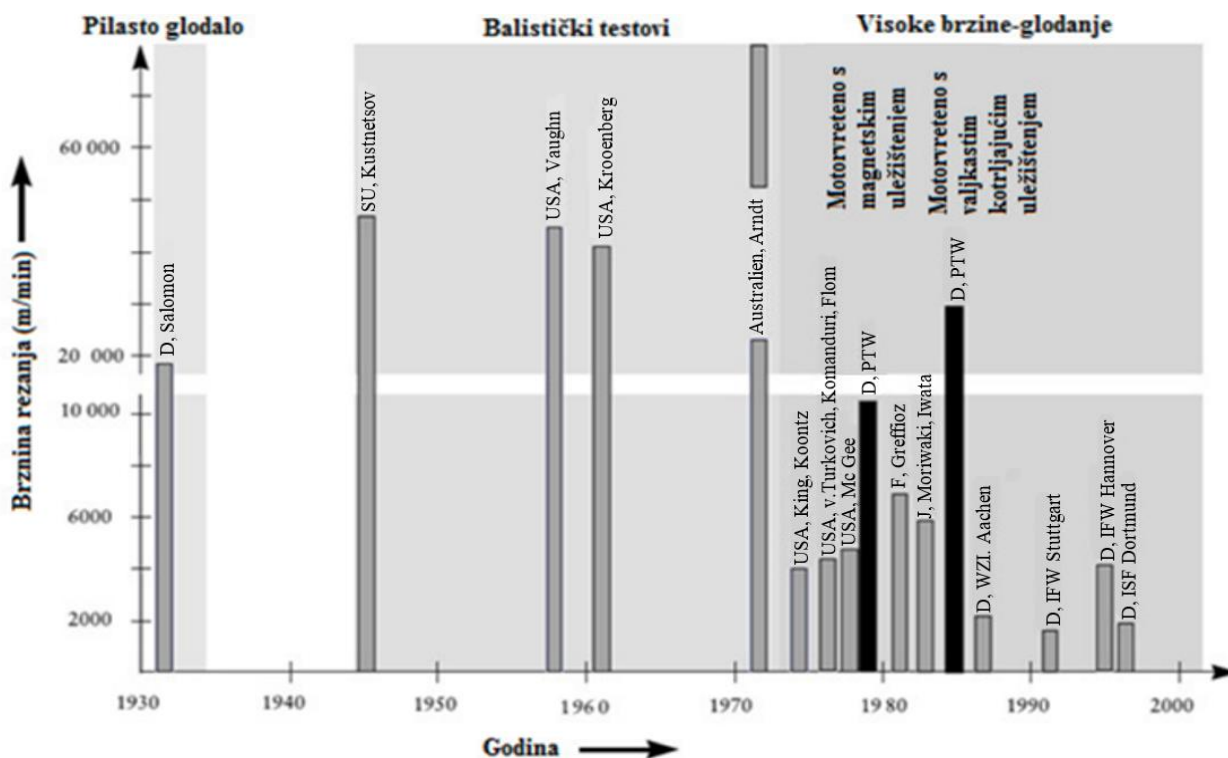 Pilasto glodalo
Balistički testovi
Visoke brzine-glodanje
Brznina rezanja (m/min)
60 000
20 000
10 000
6000
2000
D, Salomon
SU, Kustnetsov
USA, Vaughn
USA, Krooenberg
Australien, Arndt
Motorvreteno s
magnetskim
uležištenjem
Motorvreteno s
valjkastim
kotrljajućim
uležištenjem
USA, King, Koontz
USA, v.Turkovich, Komanduri, Flom
USA, Mc Gee
D, PTW
F, Greffioz
J, Moriwaki, Iwata
D, PTW
D, WZI. Aachen
D, IFW Stuttgart
D, IFW Hannover
D, ISF Dortmund
1930
1940
1950
1960
1970
1980
1990
2000
Godina